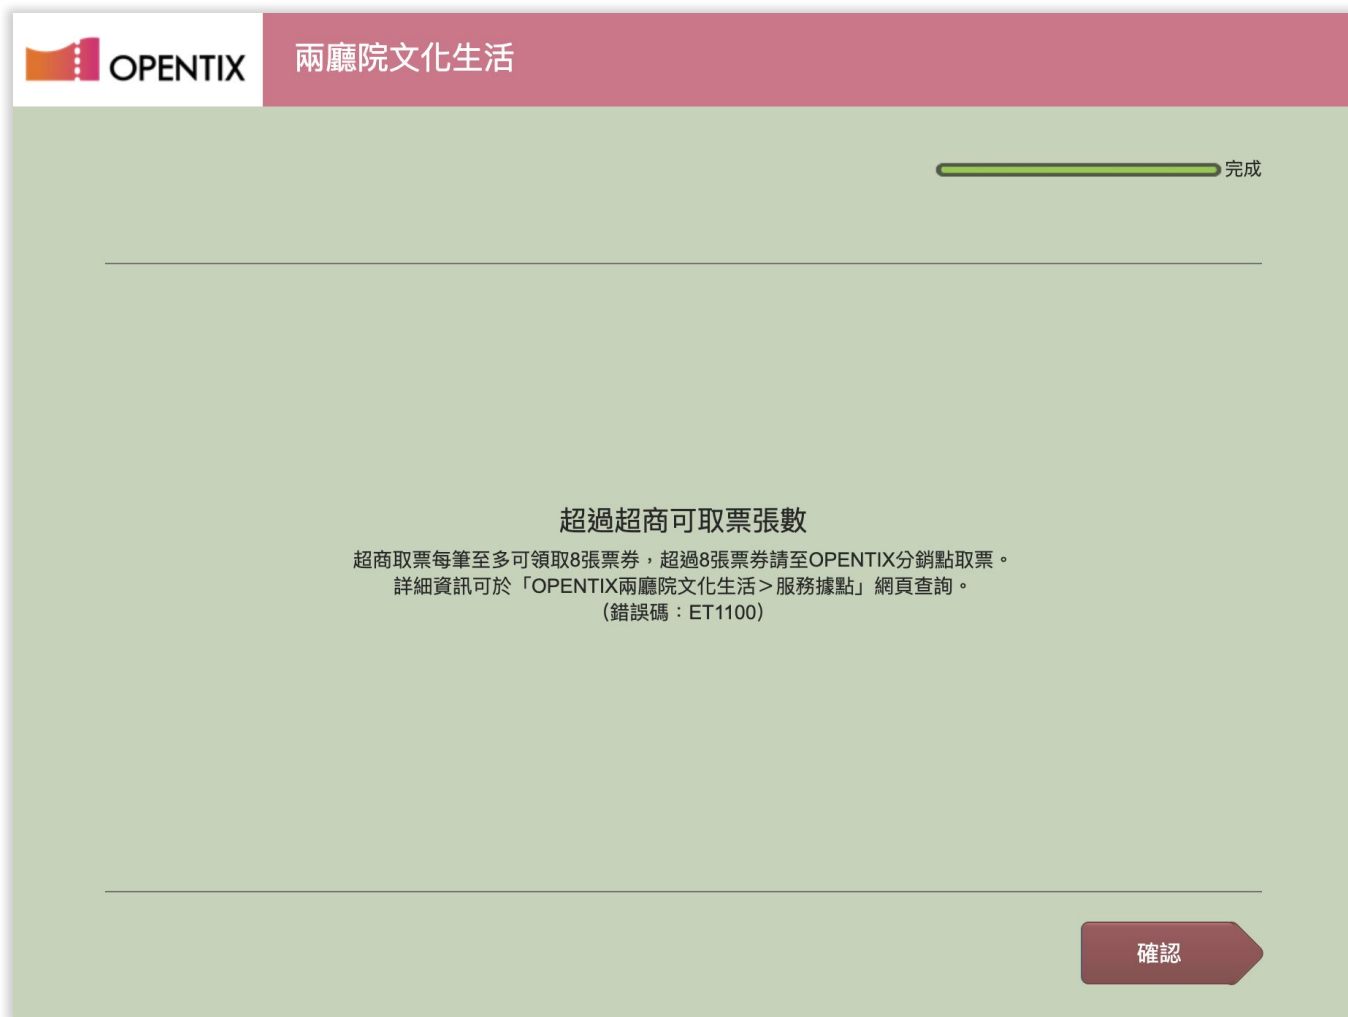 OPENTIX
兩廳院文化生活
完成
超過超商可取票張數
超商取票每筆至多可領取8張票券，超過8張票券請至OPENTIX分銷點取票。
詳細資訊可於「OPENTIX兩廳院文化生活＞服務據點」網頁查詢。
（錯誤碼：ET1100）
確認